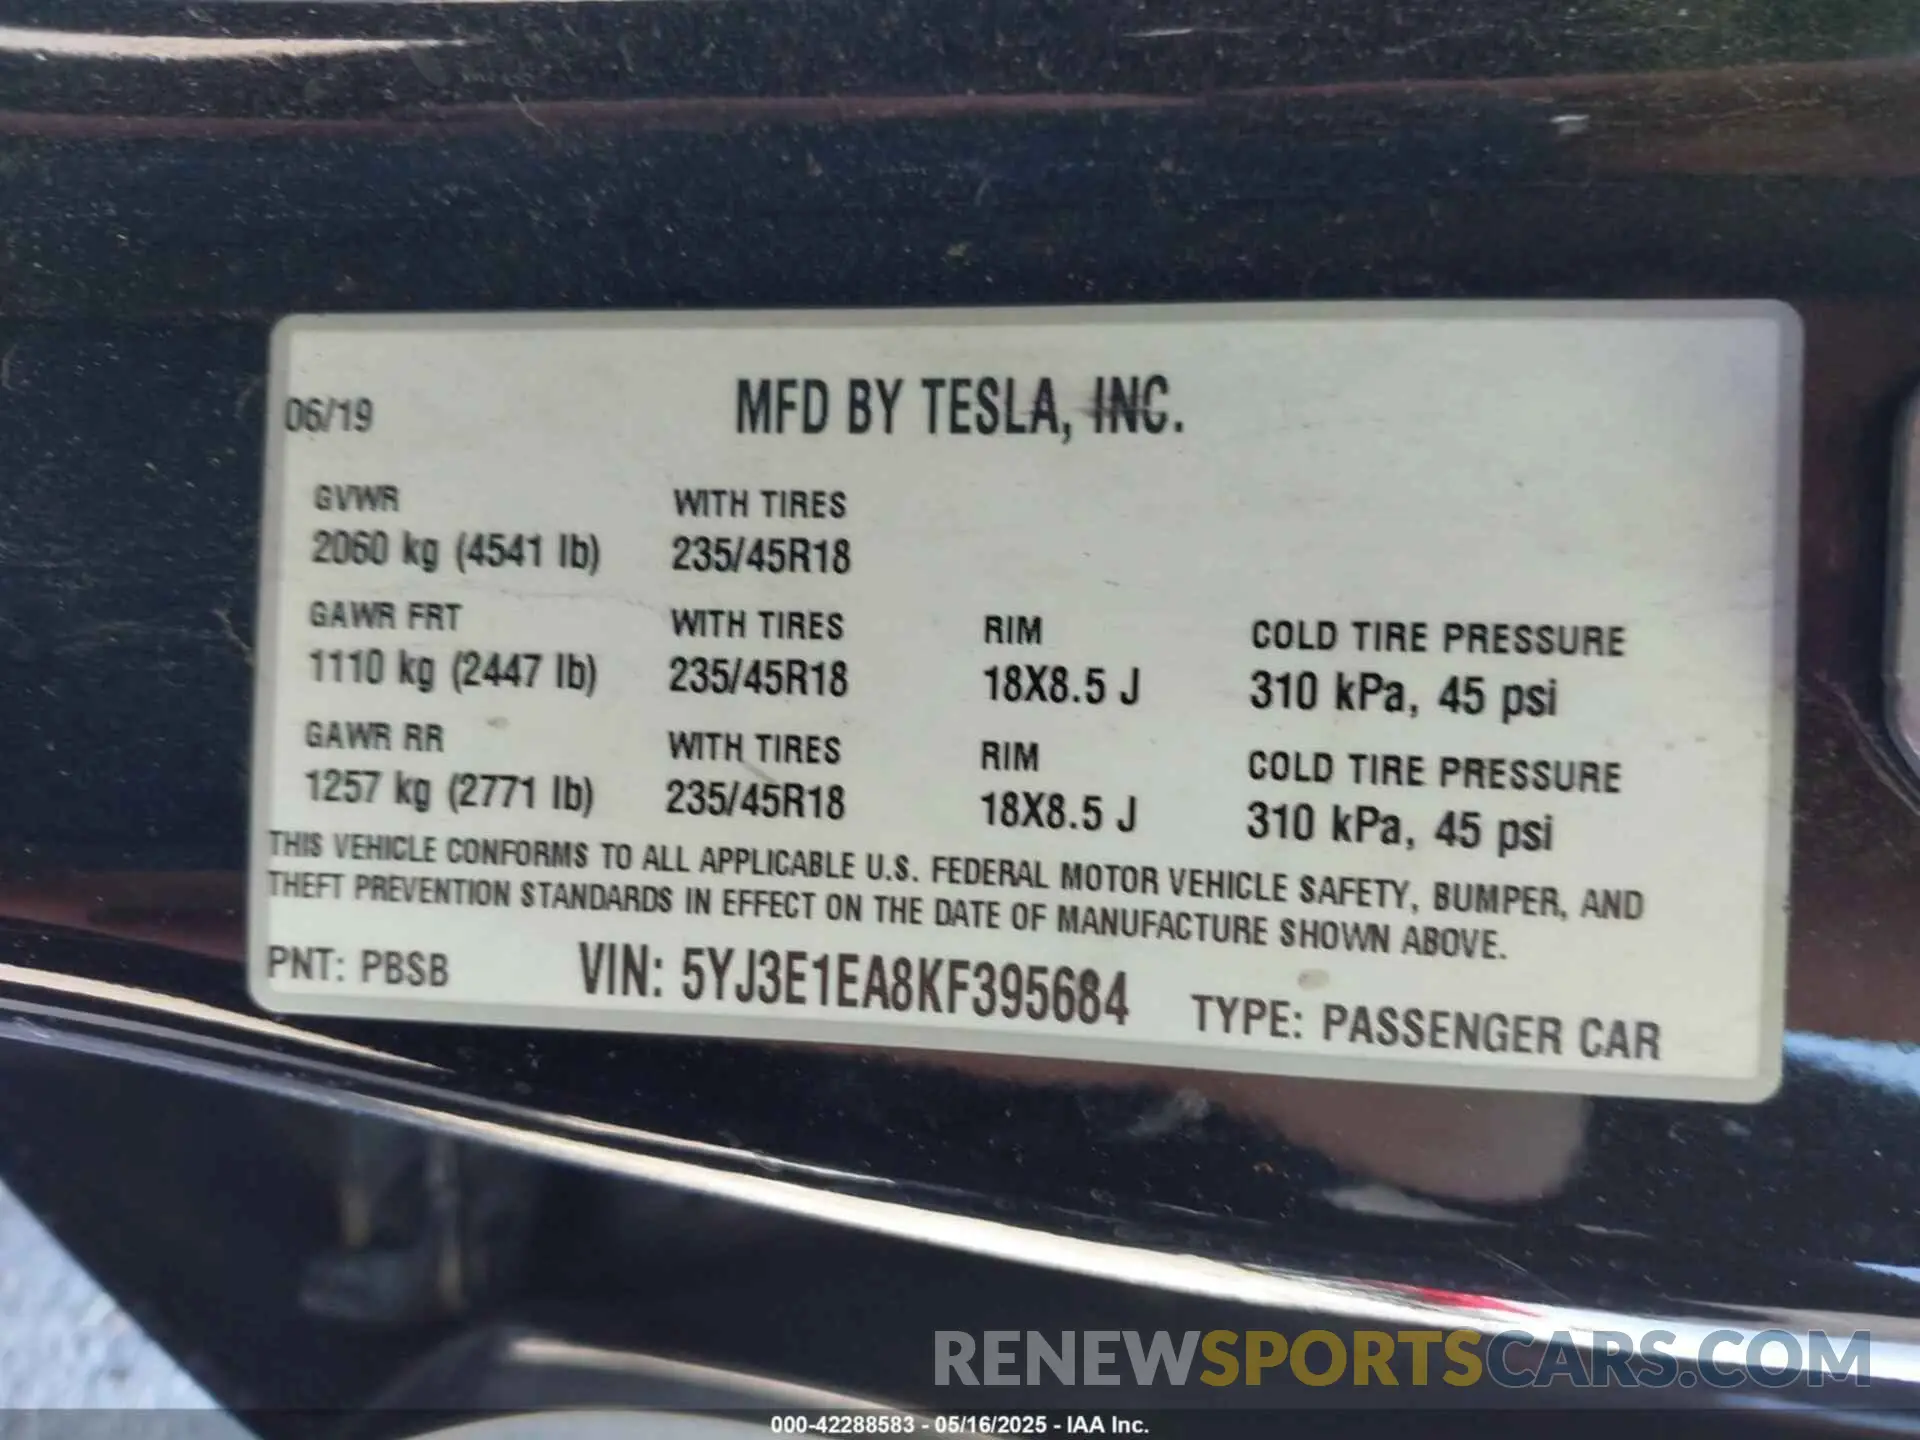 06/19 MFD BY TESLA, INC.
GVWR WITH TIRES
2060 kg (4541 lb) 235/45R18
GAWR FRT WITH TIRES RIM COLD TIRE PRESSURE
1110 kg (2447 lb) 235/45R18 18X8.5 J 310 kPa, 45 psi
GAWR RR WITH TIRES RIM COLD TIRE PRESSURE
1257 kg (2771 lb) 235/45R18 18X8.5 J 310 kPa, 45 psi
THIS VEHICLE CONFORMS TO ALL APPLICABLE U.S. FEDERAL MOTOR VEHICLE SAFETY, BUMPER, AND
THEFT PREVENTION STANDARDS IN EFFECT ON THE DATE OF MANUFACTURE SHOWN ABOVE.
PNT: PBSB VIN: 5YJ3E1EA8KF395684 TYPE: PASSENGER CAR
RENEWSPORTSCARS.COM
000-42288583 - 05/16/2025 - IAA Inc.